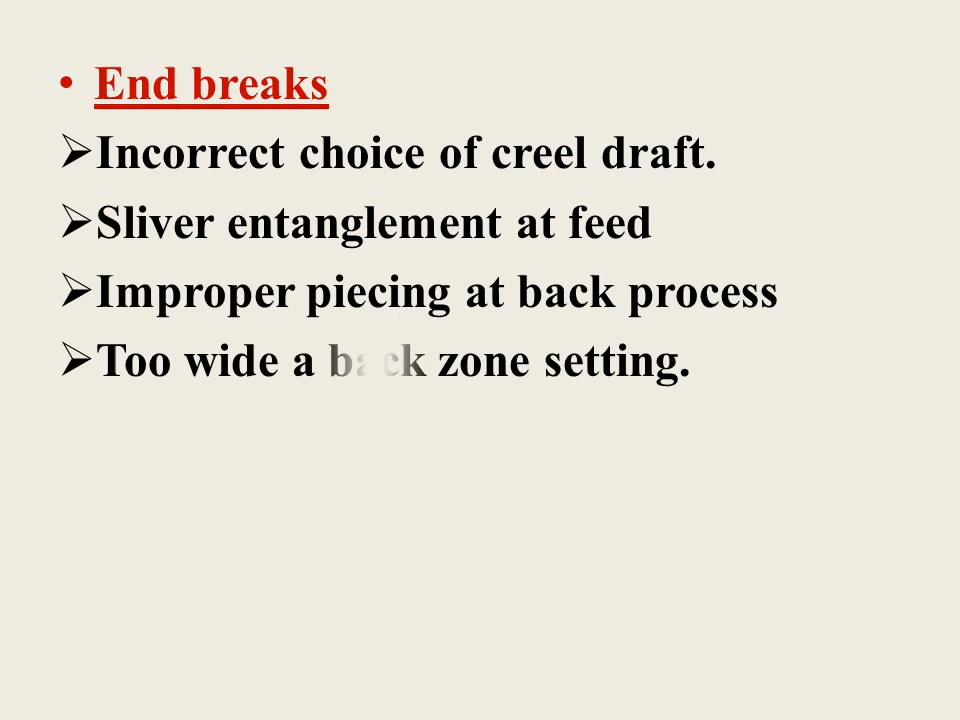 • End breaks
➢Incorrect choice of creel draft.
➢Sliver entanglement at feed
➢Improper piecing at back process
➢Too wide a back zone setting.